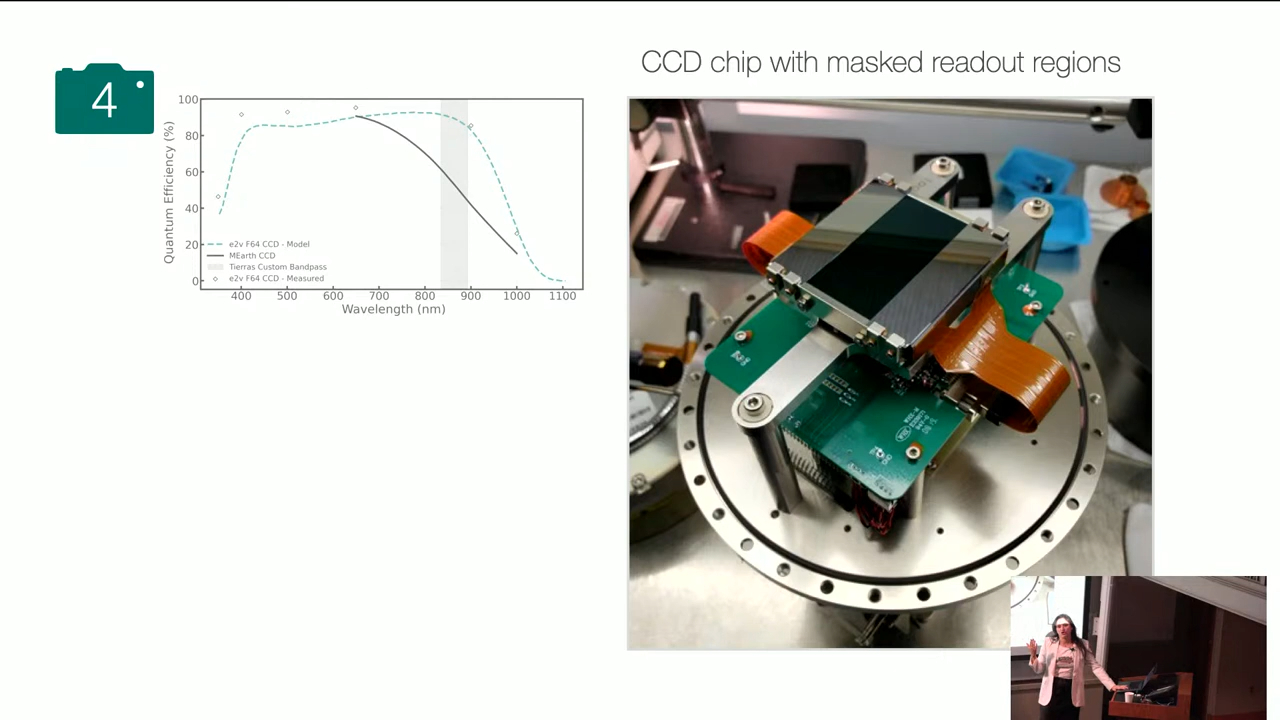 CCD chip with masked readout regions
4
Quantum Efficiency (%)
100
80
60
40
20
0
e2v F64 CCD - Model
MEarth CCD
Tierras Custom Bandpass
e2v F64 CCD - Measured
400 500 600 700 800 900 1000 1100
Wavelength (nm)